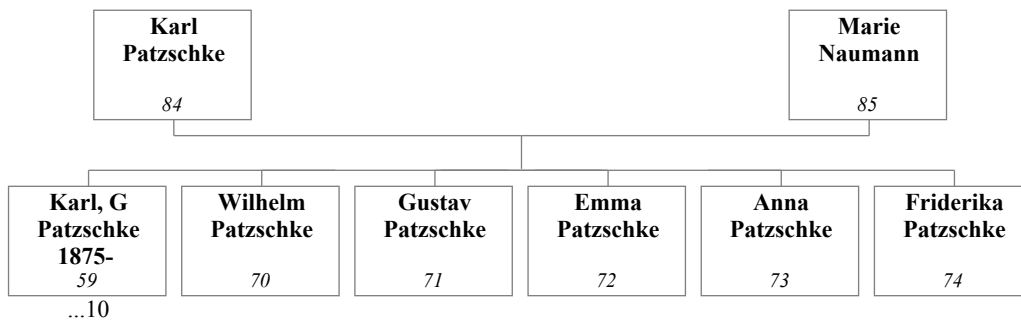 Karl
Patzschke
84
Marie
Naumann
85
Karl, G
Patzschke
1875-
59
...10
Wilhelm
Patzschke
70
Gustav
Patzschke
71
Emma
Patzschke
72
Anna
Patzschke
73
Friderika
Patzschke
74